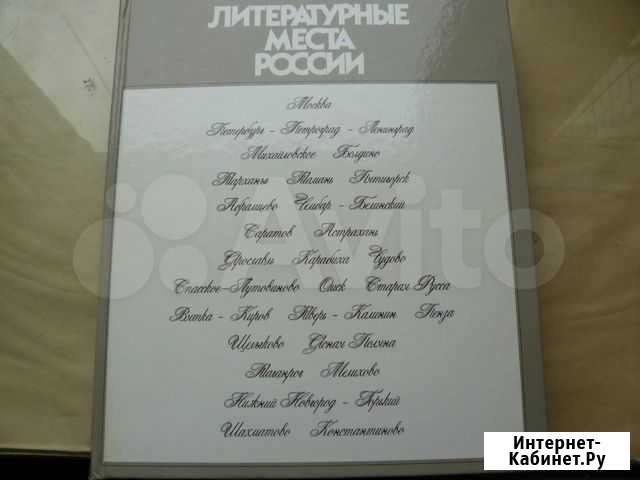 ЛИТЕРАТУРНЫЕ
МЕСТА
РОССИИ
Москва
Петербург – Петроград – Ленинград
Михайловское Болдино
Тарханы Тамань Пятигорск
Абрамцево Чембар – Белинский
Саратов Астрахань
Ярославль Карабиха Чудово
Спасское-Лутовиново Омск Старая Русса
Вятка – Киров Тверь – Калинин Пенза
Щелыково Ясная Поляна
Таганрог Мелихово
Нижний Новгород – Горький
Шахматово Константиново
Avito
Интернет-
Кабинет.Ру